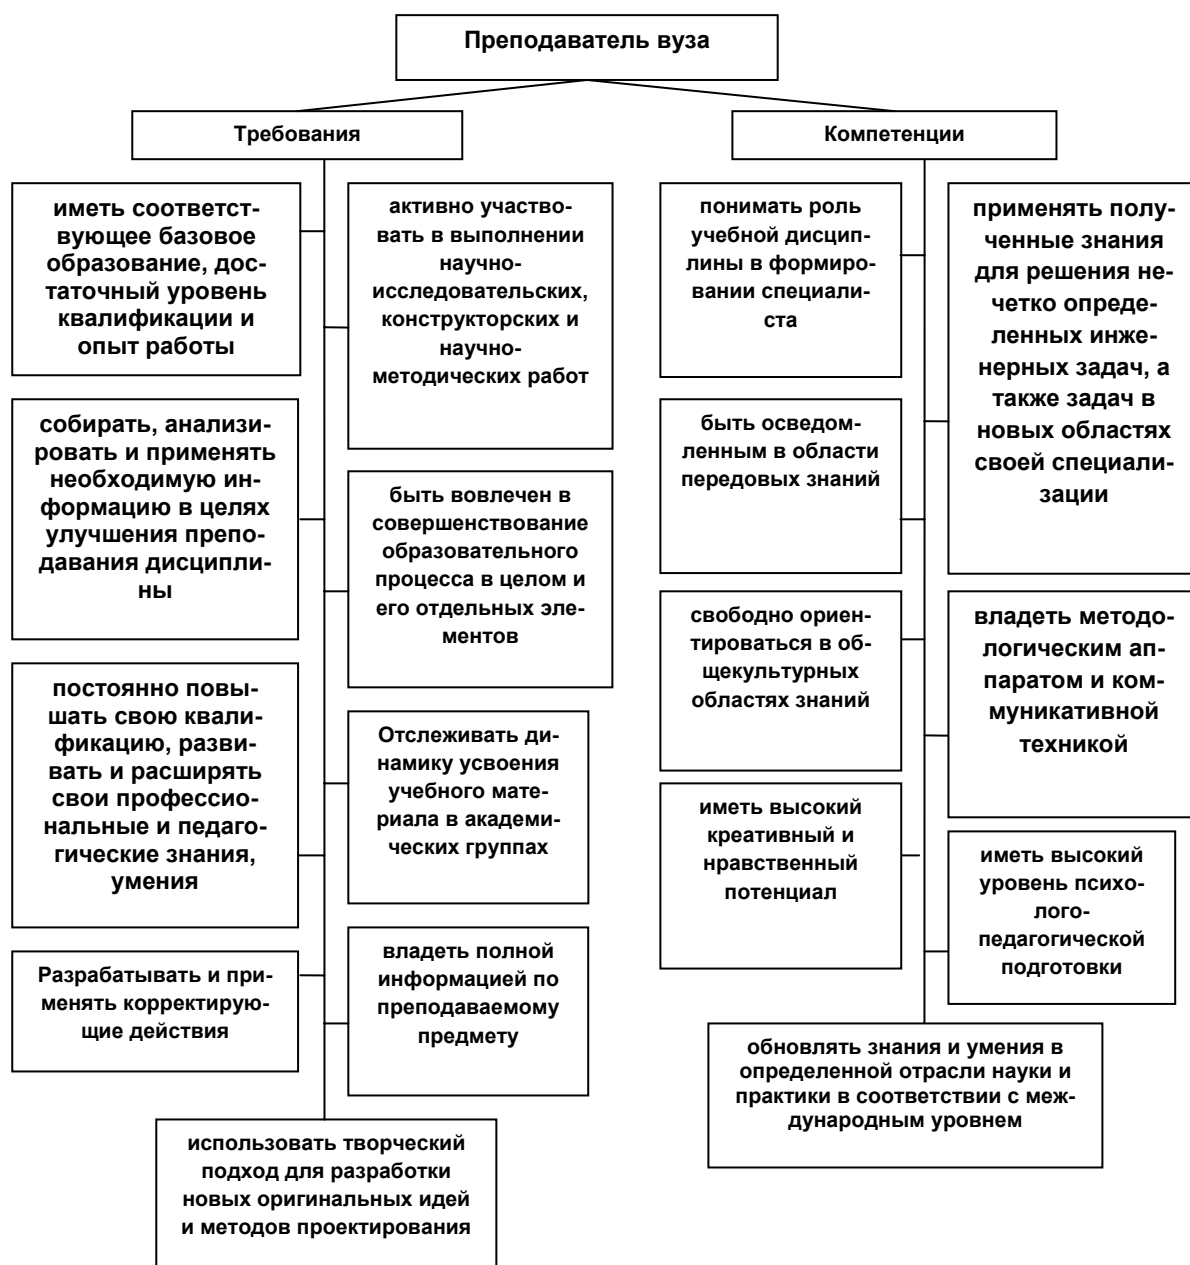 Преподаватель вуза
Требования
иметь соответст-
вующее базовое
образование, дос-
таточный уровень
квалификации и
опыт работы
активно участво-
вать в выполнении
научно-
исследовательских,
конструкторских и
научно-
методических работ
собирать, анализи-
ровать и применять
необходимую ин-
формацию в целях
улучшения препо-
давания дисципли-
ны
быть вовлечен в
совершенствование
образовательного
процесса в целом и
его отдельных эле-
ментов
постоянно повы-
шать свою квали-
фикацию, разви-
вать и расширять
свои профессио-
нальные и педаго-
гические знания,
умения
Отслеживать ди-
намику усвоения
учебного мате-
риала в академи-
ческих группах
Разрабатывать и при-
менять корректирую-
щие действия
владеть полной
информацией по
преподаваемому
предмету
использовать творческий
подход для разработки
новых оригинальных идей
и методов проектирования
Компетенции
понимать роль
учебной дисцип-
лины в формиро-
вании специали-
ста
применять полу-
ченные знания
для решения не-
четко опреде-
ленных инже-
нерных задач, а
также задач в
новых областях
своей специали-
зации
быть осведом-
ленным в области
передовых знаний
свободно ориен-
тироваться в об-
щекультурных
областях знаний
владеть методо-
логическим ап-
паратом и ком-
муникативной
техникой
иметь высокий
креативный и
нравственный
потенциал
иметь высокий
уровень психо-
лого-
педагогической
подготовки
обновлять знания и умения в
определенной отрасли науки и
практики в соответствии с меж-
дународным уровнем